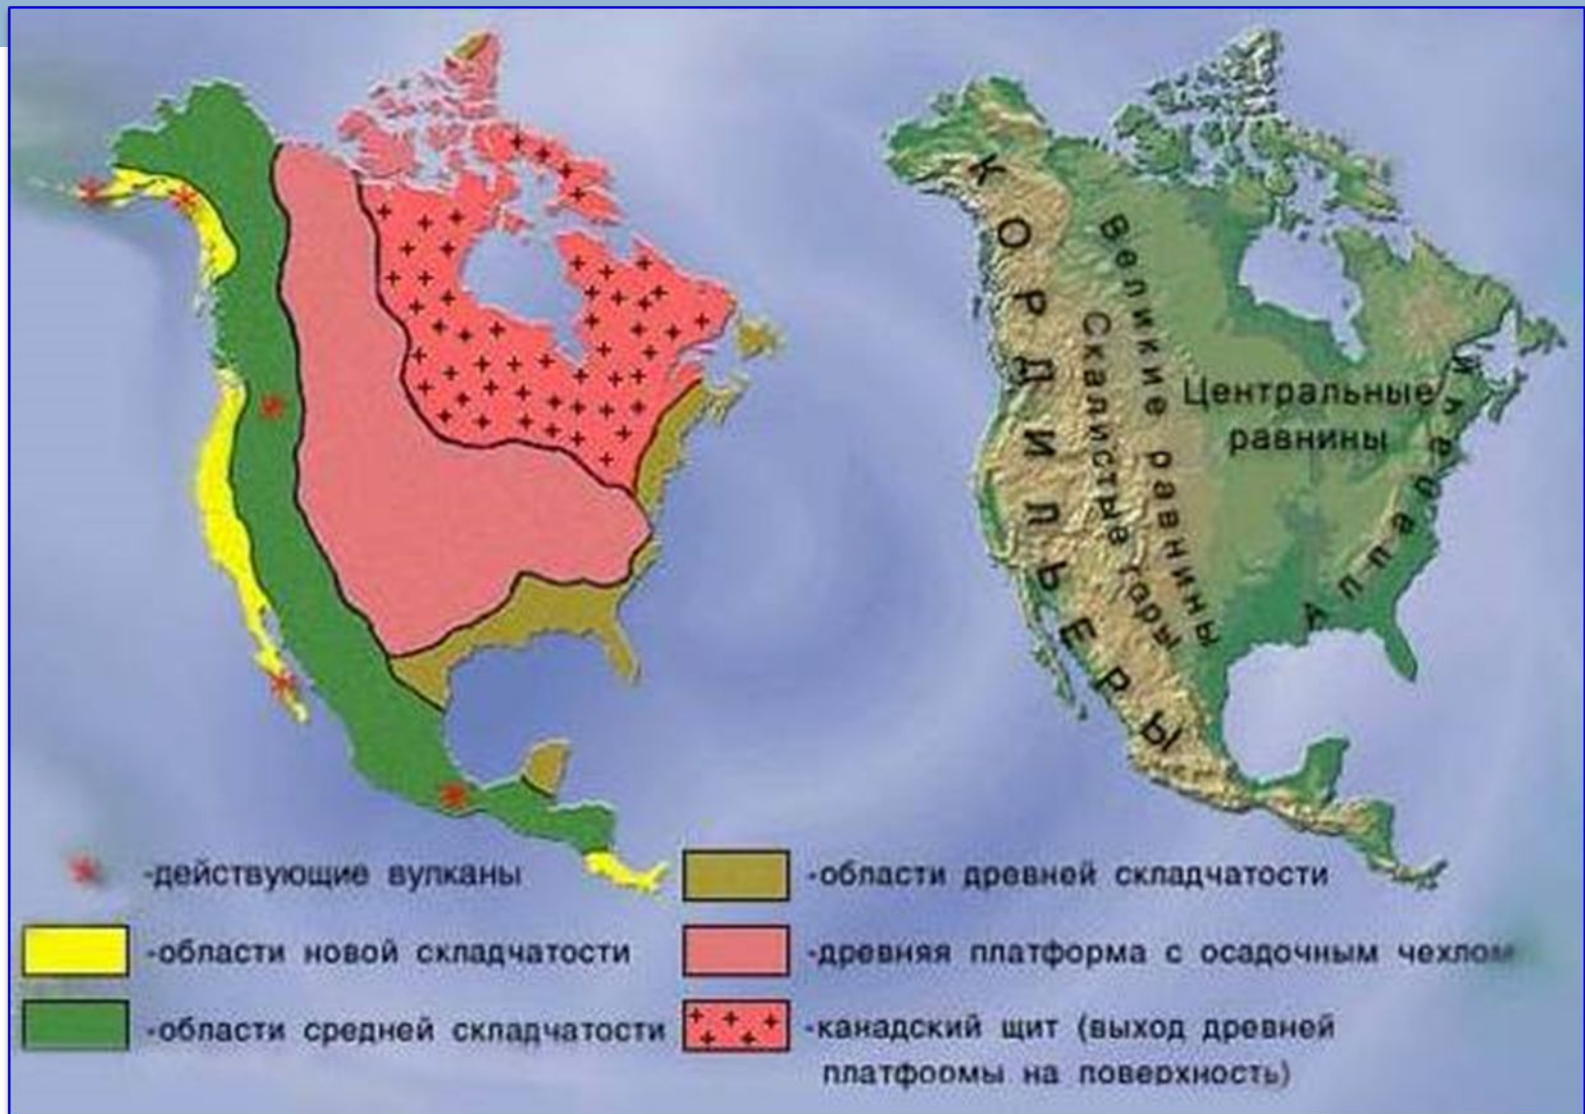 КОРДИЛЬЕРЫ
Скалистые горы
Великие равнины
Центральные
равнины
Аппалачи
-действующие вулканы
-области новой складчатости
-области средней складчатости
-области древней складчатости
-древняя платформа с осадочным чехлом
-канадский щит (выход древней
платформы на поверхность)